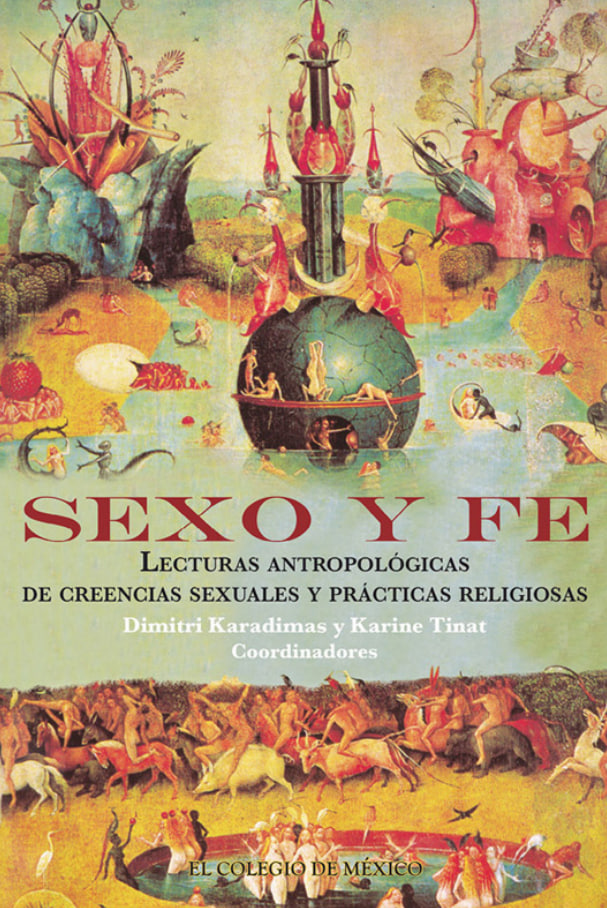 SEXO Y FE
LECTURAS ANTROPOLÓGICAS
DE CREENCIAS SEXUALES Y PRÁCTICAS RELIGIOSAS
Dimitri Karadimas y Karine Tinat
Coordinadores
EL COLEGIO DE MÉXICO